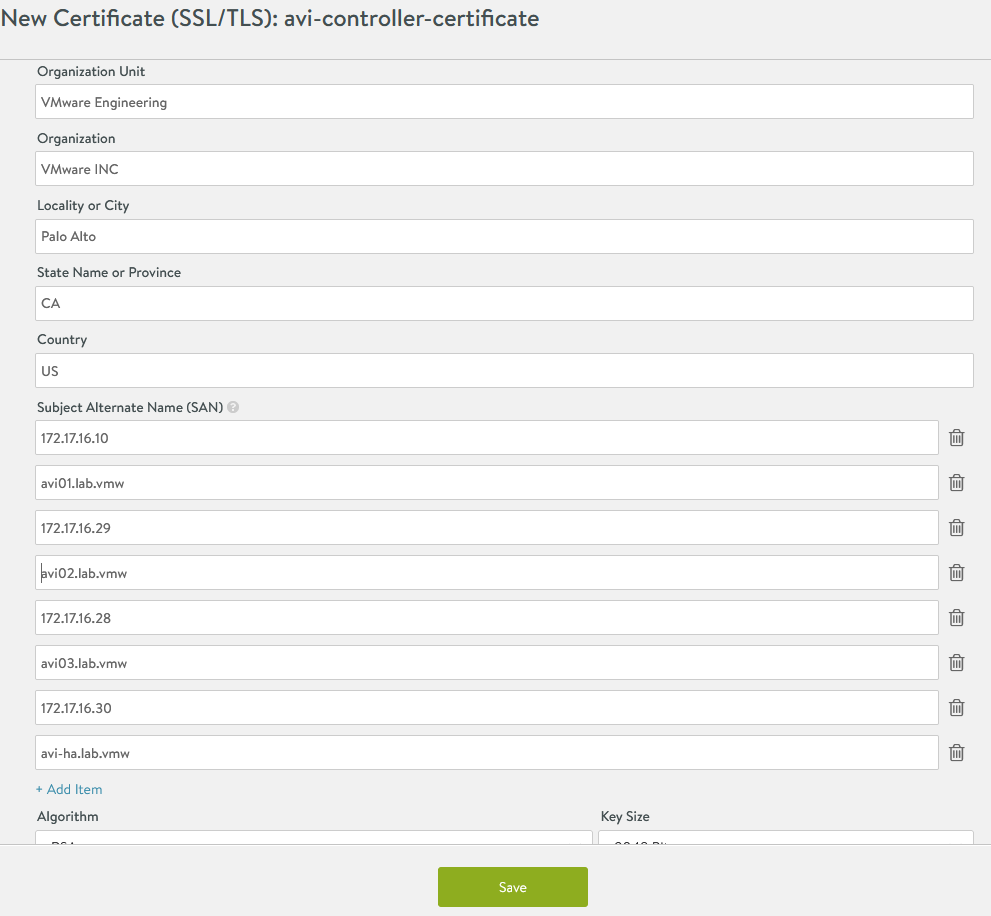 New Certificate (SSL/TLS): avi-controller-certificate
Organization Unit
VMware Engineering
Organization
VMware INC
Locality or City
Palo Alto
State Name or Province
CA
Country
US
Subject Alternate Name (SAN) ?
172.17.16.10
avi01.lab.vmw
172.17.16.29
avi02.lab.vmw
172.17.16.28
avi03.lab.vmw
172.17.16.30
avi-ha.lab.vmw
+ Add Item
Algorithm Key Size
Save